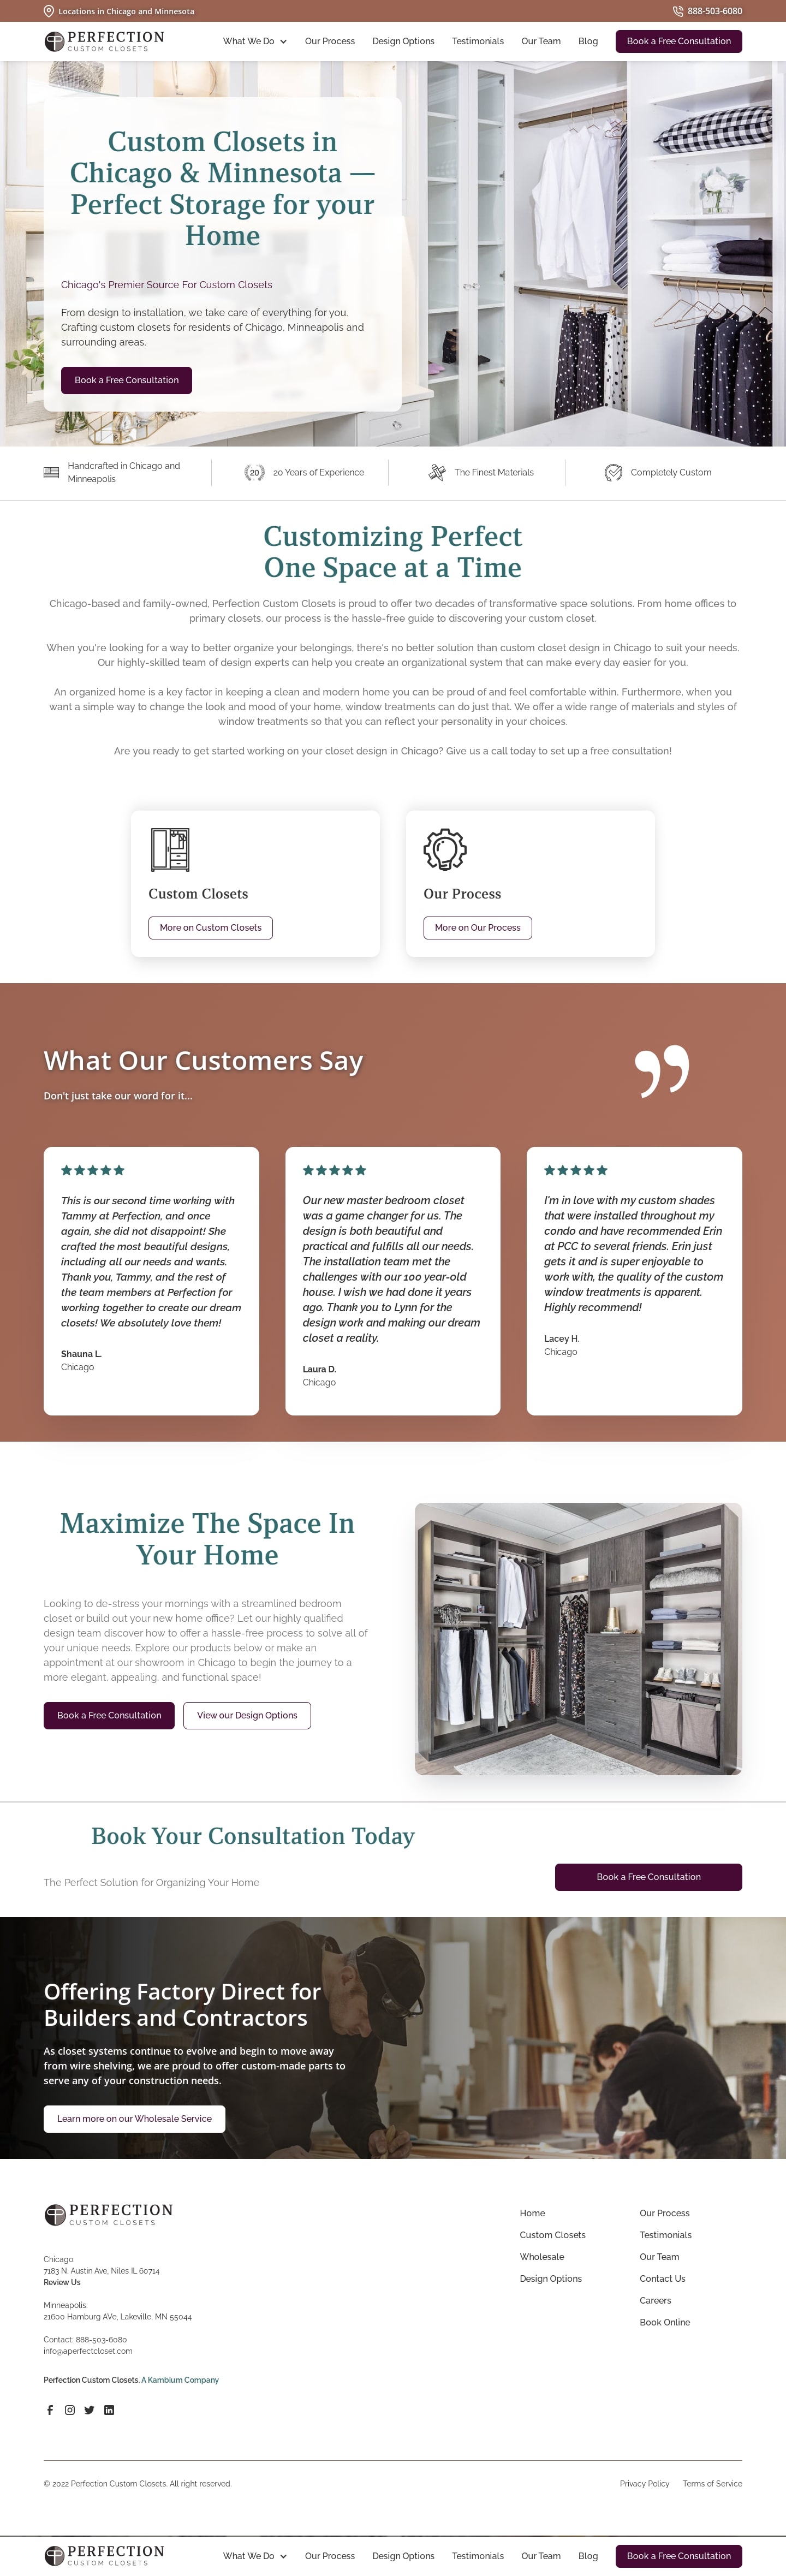 Locations in Chicago and Minnesota
888-503-6080
PERFECTION
CUSTOM CLOSETS
What We Do
Our Process
Design Options
Testimonials
Our Team
Blog
Book a Free Consultation
Custom Closets in
Chicago & Minnesota —
Perfect Storage for your
Home
Chicago's Premier Source For Custom Closets
From design to installation, we take care of everything for you.
Crafting custom closets for residents of Chicago, Minneapolis and
surrounding areas.
Book a Free Consultation
Handcrafted in Chicago and
Minneapolis
20
20 Years of Experience
The Finest Materials
Completely Custom
Customizing Perfect
One Space at a Time
Chicago-based and family-owned, Perfection Custom Closets is proud to offer two decades of transformative space solutions. From home offices to
primary closets, our process is the hassle-free guide to discovering your custom closet.
When you're looking for a way to better organize your belongings, there's no better solution than custom closet design in Chicago to suit your needs.
Our highly-skilled team of design experts can help you create an organizational system that can make every day easier for you.
An organized home is a key factor in keeping a clean and modern home you can be proud of and feel comfortable within. Furthermore, when you
want a simple way to change the look and mood of your home, window treatments can do just that. We offer a wide range of materials and styles of
window treatments so that you can reflect your personality in your choices.
Are you ready to get started working on your closet design in Chicago? Give us a call today to set up a free consultation!
Custom Closets
More on Custom Closets
Our Process
More on Our Process
What Our Customers Say
Don't just take our word for it...
This is our second time working with
Tammy at Perfection, and once
again, she did not disappoint! She
crafted the most beautiful designs,
including all our needs and wants.
Thank you, Tammy, and the rest of
the team members at Perfection for
working together to create our dream
closets! We absolutely love them!
Shauna L.
Chicago
Our new master bedroom closet
was a game changer for us. The
design is both beautiful and
practical and fulfills all our needs.
The installation team met the
challenges with our 100 year-old
house. I wish we had done it years
ago. Thank you to Lynn for the
design work and making our dream
closet a reality.
Laura D.
Chicago
I'm in love with my custom shades
that were installed throughout my
condo and have recommended Erin
at PCC to several friends. Erin just
gets it and is super enjoyable to
work with, the quality of the custom
window treatments is apparent.
Highly recommend!
Lacey H.
Chicago
Maximize The Space In
Your Home
Looking to de-stress your mornings with a streamlined bedroom
closet or build out your new home office? Let our highly qualified
design team discover how to offer a hassle-free process to solve all of
your unique needs. Explore our products below or make an
appointment at our showroom in Chicago to begin the journey to a
more elegant, appealing, and functional space!
Book a Free Consultation
View our Design Options
Book Your Consultation Today
The Perfect Solution for Organizing Your Home
Book a Free Consultation
Offering Factory Direct for
Builders and Contractors
As closet systems continue to evolve and begin to move away
from wire shelving, we are proud to offer custom-made parts to
serve any of your construction needs.
Learn more on our Wholesale Service
PERFECTION
CUSTOM CLOSETS
Chicago:
7183 N. Austin Ave, Niles IL 60714
Review Us
Minneapolis:
21600 Hamburg AVe, Lakeville, MN 55044
Contact: 888-503-6080
info@aperfectcloset.com
Perfection Custom Closets. A Kambium Company
Home
Custom Closets
Wholesale
Design Options
Our Process
Testimonials
Our Team
Contact Us
Careers
Book Online
© 2022 Perfection Custom Closets. All right reserved.
Privacy Policy
Terms of Service
PERFECTION
CUSTOM CLOSETS
What We Do
Our Process
Design Options
Testimonials
Our Team
Blog
Book a Free Consultation